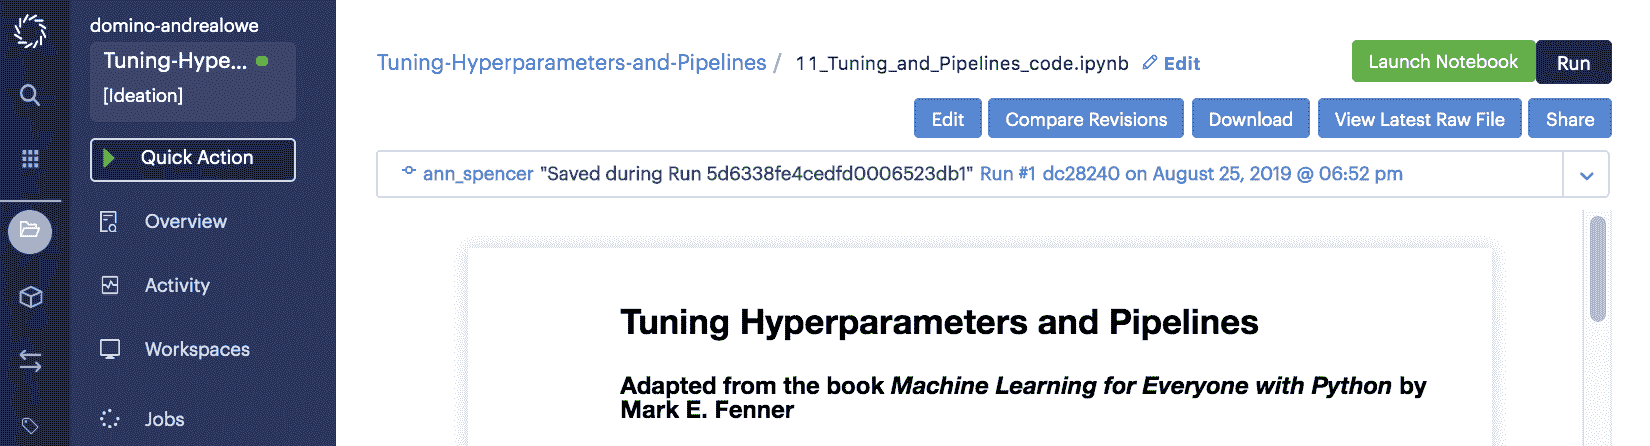 domino-andrealowe
Tuning-Hype...
[Ideation]
Quick Action
Overview
Activity
Workspaces
Jobs
Tuning-Hyperparameters-and-Pipelines / 11_Tuning_and_Pipelines_code.ipynb Edit
Launch Notebook Run
Edit Compare Revisions Download View Latest Raw File Share
ann_spencer "Saved during Run 5d6338fe4cedfd0006523db1" Run #1 dc28240 on August 25, 2019 @ 06:52 pm
Tuning Hyperparameters and Pipelines
Adapted from the book Machine Learning for Everyone with Python by
Mark E. Fenner